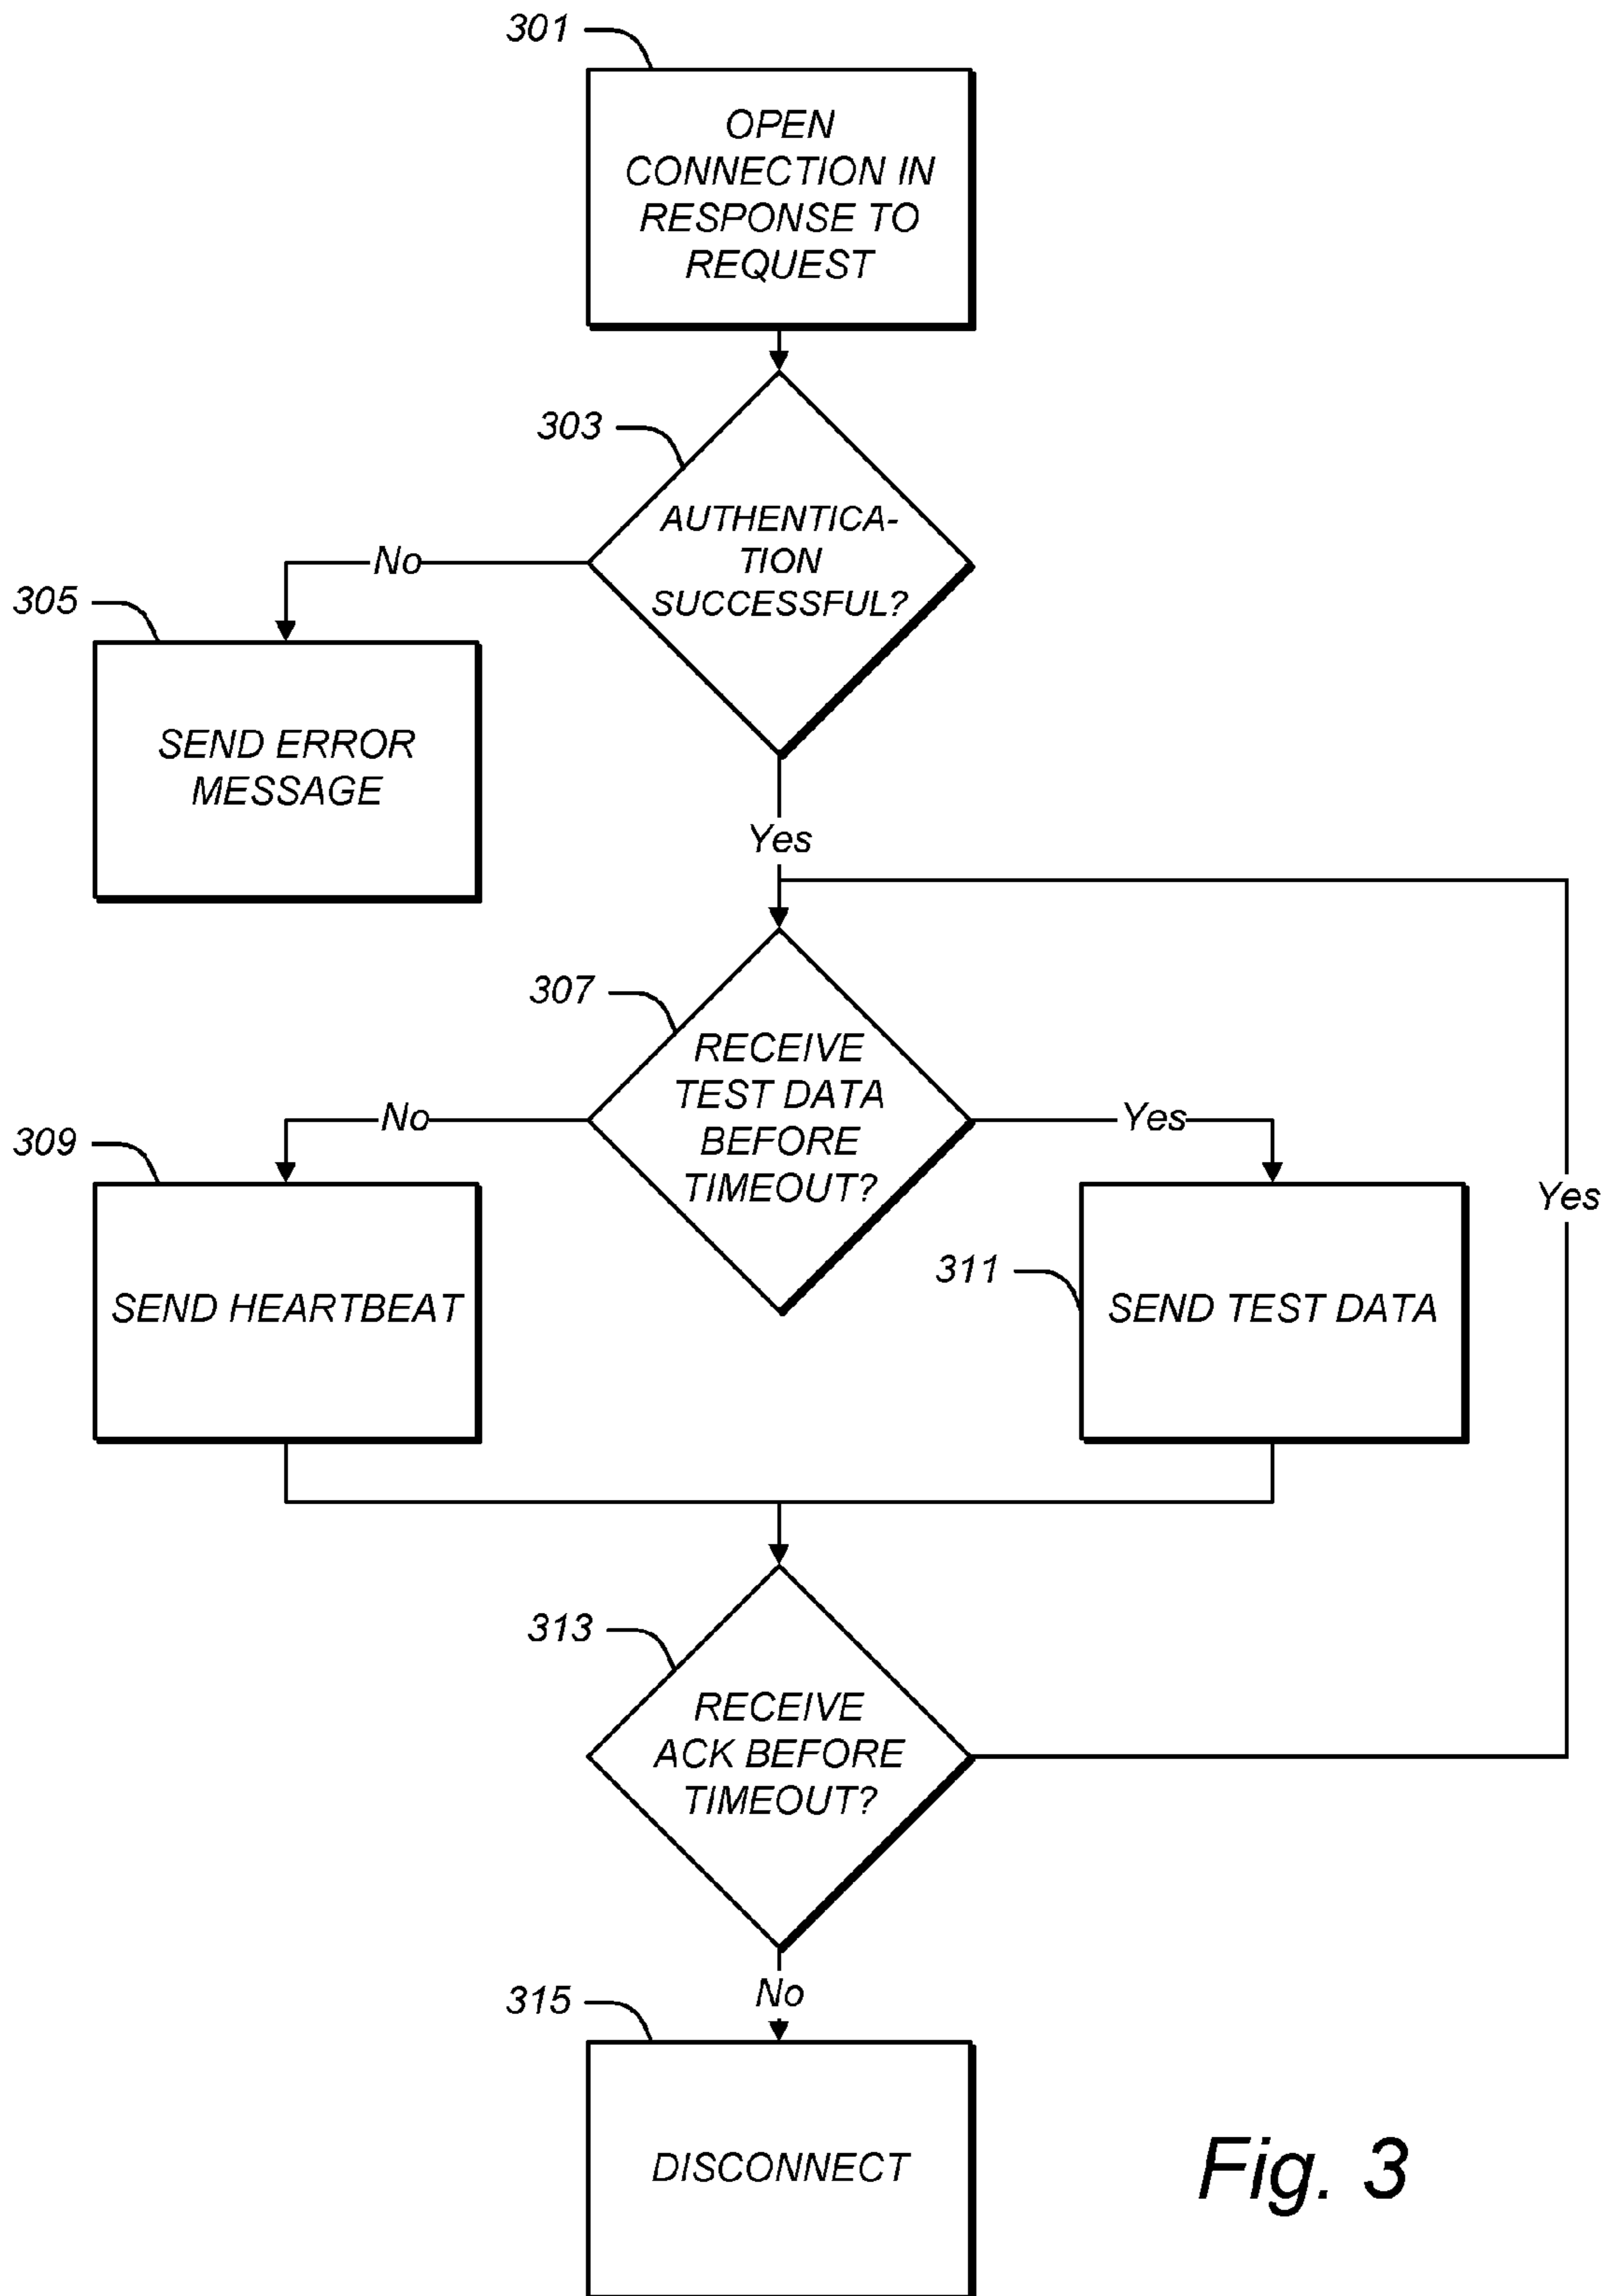 301
OPEN
CONNECTION IN
RESPONSE TO
REQUEST
303
AUTHENTICA-
TION
SUCCESSFUL?
No
305
SEND ERROR
MESSAGE
Yes
307
RECEIVE
TEST DATA
BEFORE
TIMEOUT?
No
Yes
309
SEND HEARTBEAT
311
SEND TEST DATA
Yes
313
RECEIVE
ACK BEFORE
TIMEOUT?
No
315
DISCONNECT
Fig. 3